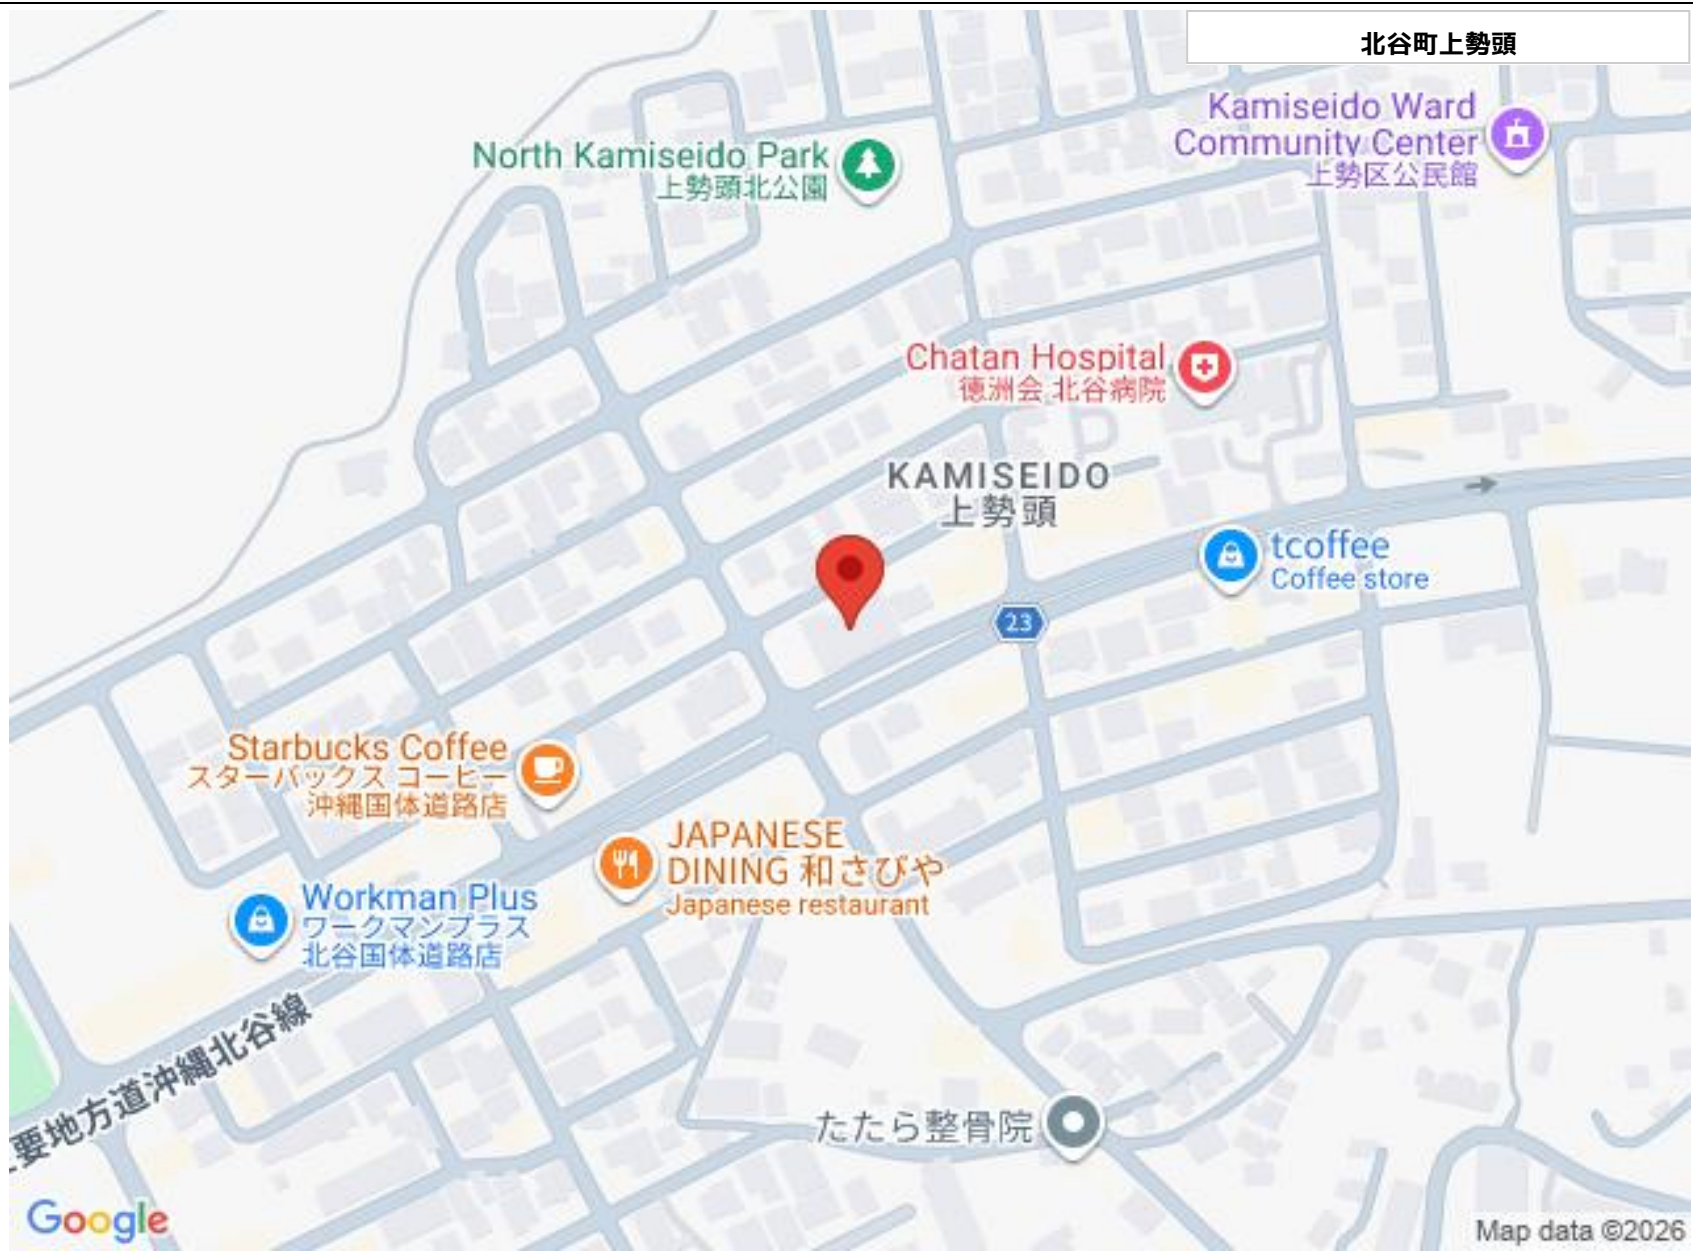 北谷町上勢頭
Kamiseido Ward
Community Center
上勢区公民館
North Kamiseido Park
上勢頭北公園
Chatan Hospital
徳洲会 北谷病院
P
KAMISEIDO
上勢頭
tcoffee
Coffee store
23
Starbucks Coffee
スターバックス コーヒー
沖縄国体道路店
JAPANESE
DINING 和さびや
Japanese restaurant
Workman Plus
ワークマンプラス
北谷国体道路店
要地方道沖縄北谷線
たたら整骨院
Google
Map data ©2026